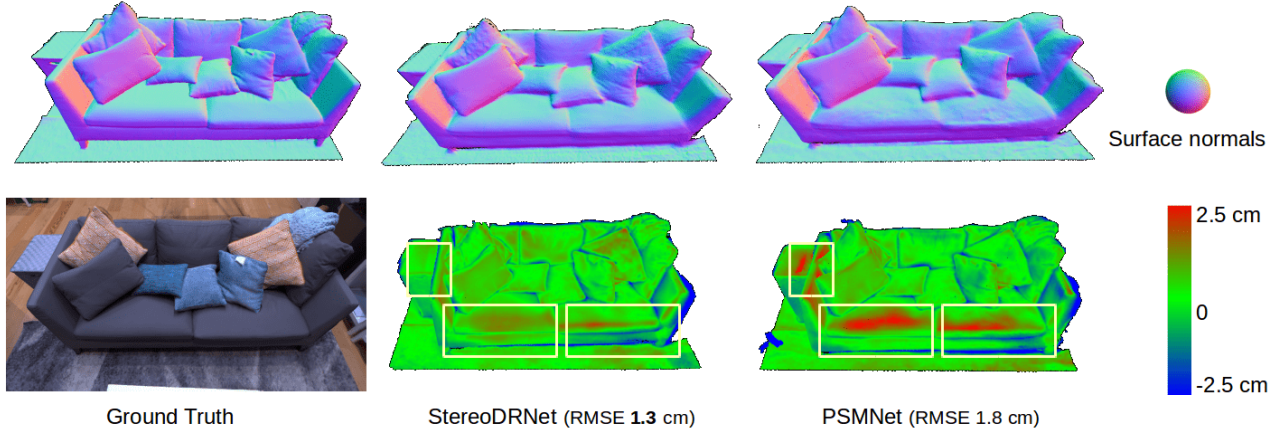 Surface normals
2.5 cm
0
-2.5 cm
Ground Truth
StereoDRNet (RMSE 1.3 cm)
PSMNet (RMSE 1.8 cm)